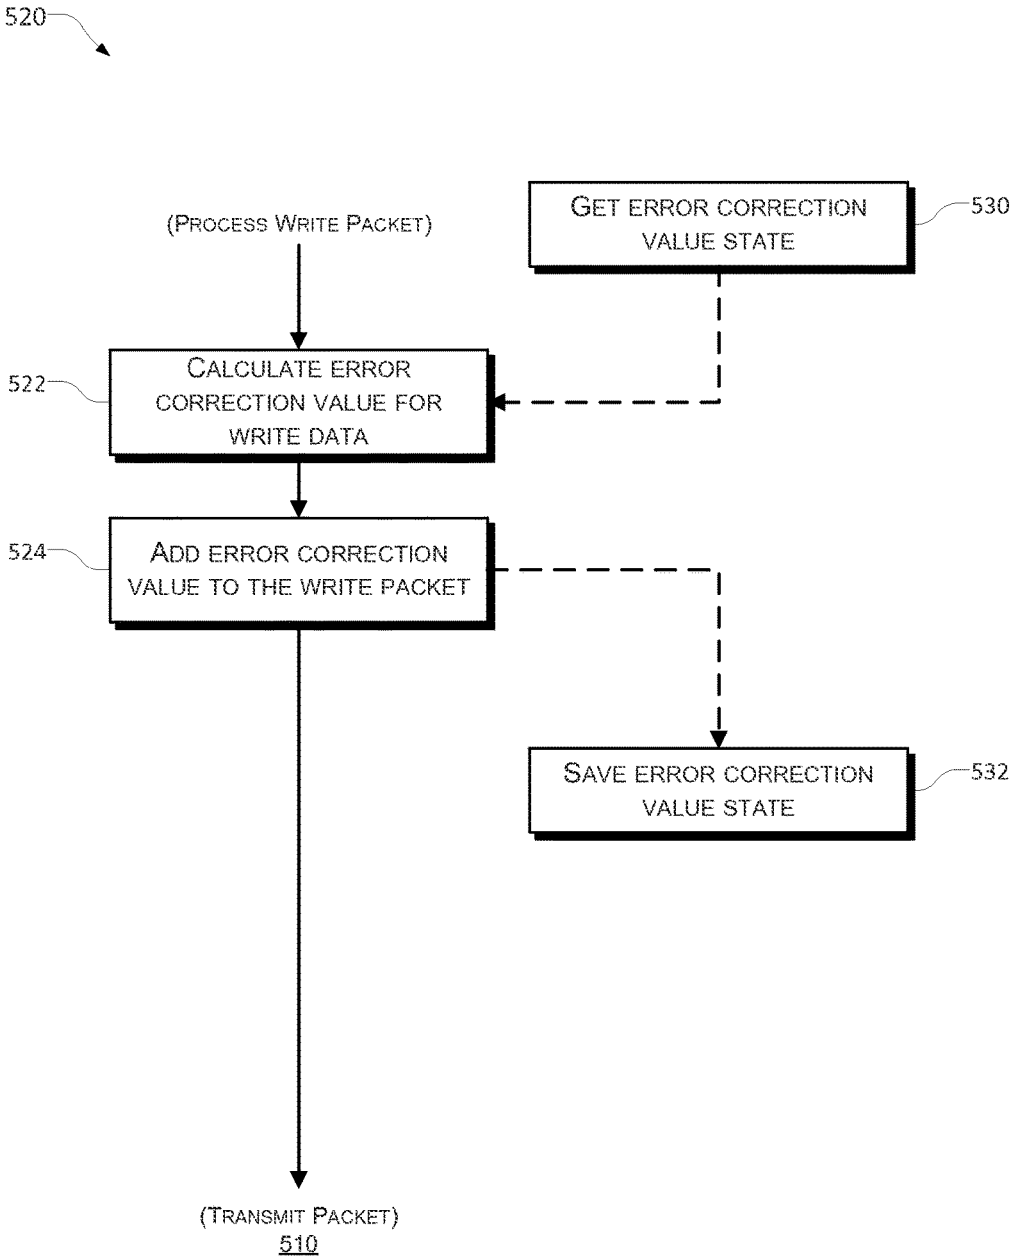 520
(PROCESS WRITE PACKET)
GET ERROR CORRECTION
VALUE STATE
530
522
CALCULATE ERROR
CORRECTION VALUE FOR
WRITE DATA
524
ADD ERROR CORRECTION
VALUE TO THE WRITE PACKET
SAVE ERROR CORRECTION
VALUE STATE
532
(TRANSMIT PACKET)
510